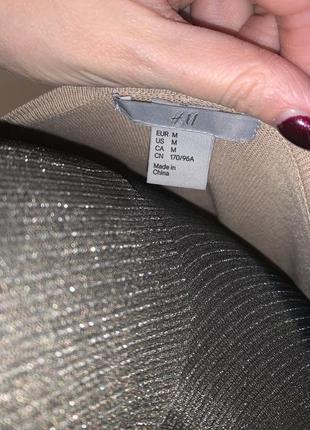 H&M
EUR M
US M
CA M
CN 170/96A
Made in
China